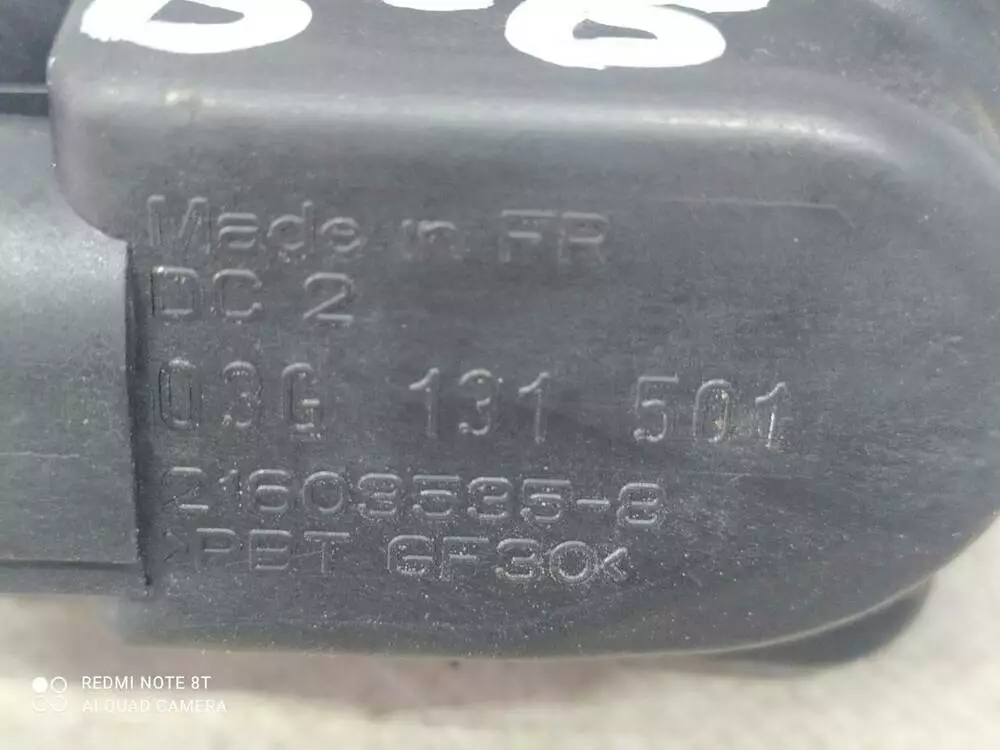 Made in FR
DC 2
03G 131 501
21603535-8
>PBT GF30<
REDMI NOTE 8T
AI QUAD CAMERA